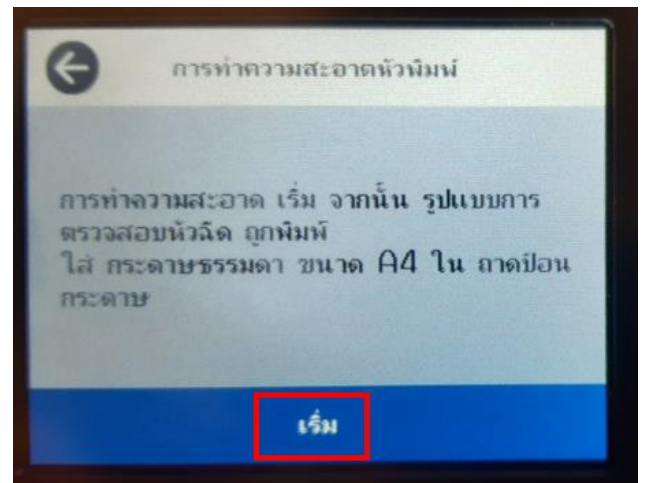 การทำความสะอาดหัวพิมพ์
การทำความสะอาด เริ่ม จากนั้น รูปแบบการ
ตรวจสอบหัวฉีด ถูกพิมพ์
ใส่ กระดาษธรรมดา ขนาด A4 ใน ถาดป้อน
กระดาษ
เริ่ม